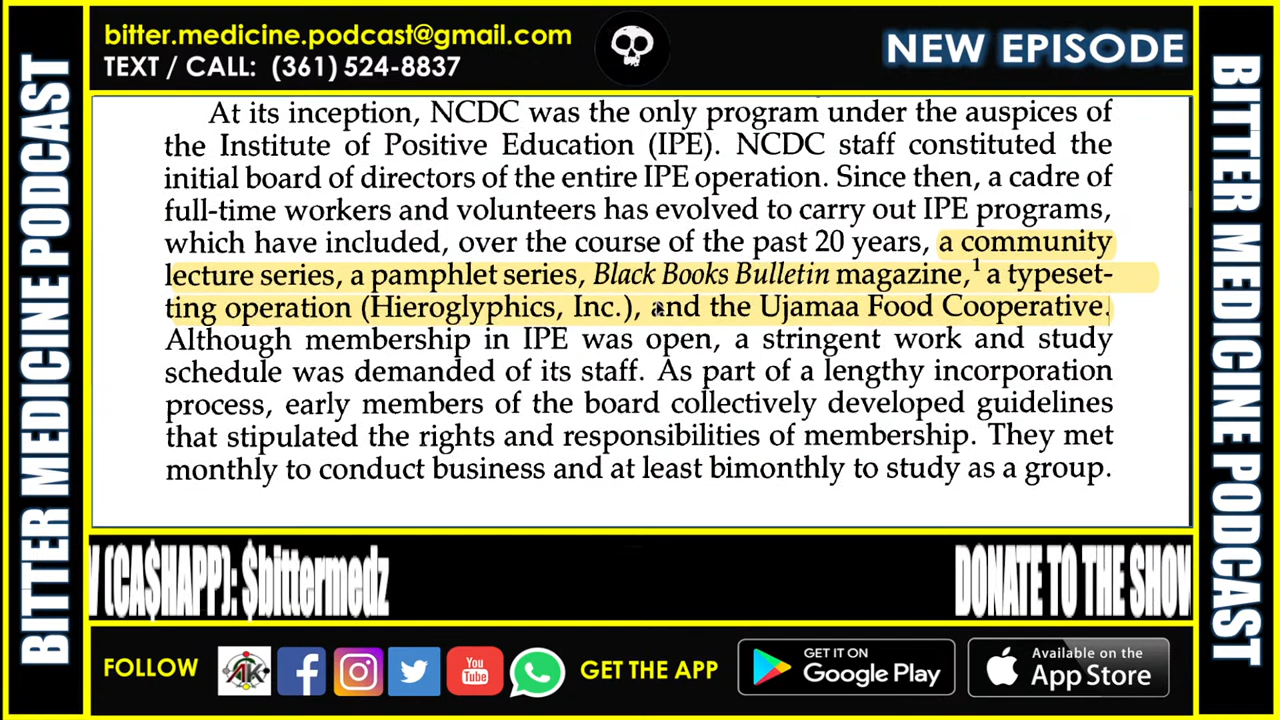 BITTER MEDICINE PODCAST
bitter.medicine.podcast@gmail.com
TEXT / CALL: (361) 524-8837
NEW EPISODE
At its inception, NCDC was the only program under the auspices of
the Institute of Positive Education (IPE). NCDC staff constituted the
initial board of directors of the entire IPE operation. Since then, a cadre of
full-time workers and volunteers has evolved to carry out IPE programs,
which have included, over the course of the past 20 years, a community
lecture series, a pamphlet series, Black Books Bulletin magazine,¹ a typeset-
ting operation (Hieroglyphics, Inc.), and the Ujamaa Food Cooperative.
Although membership in IPE was open, a stringent work and study
schedule was demanded of its staff. As part of a lengthy incorporation
process, early members of the board collectively developed guidelines
that stipulated the rights and responsibilities of membership. They met
monthly to conduct business and at least bimonthly to study as a group.
(CA$HAPP): $bittermedz
DONATE TO THE SHOW
FOLLOW
ATK
You
Tube
GET THE APP
GET IT ON
Google Play
Available on the
App Store
BITTER MEDICINE PODCAST